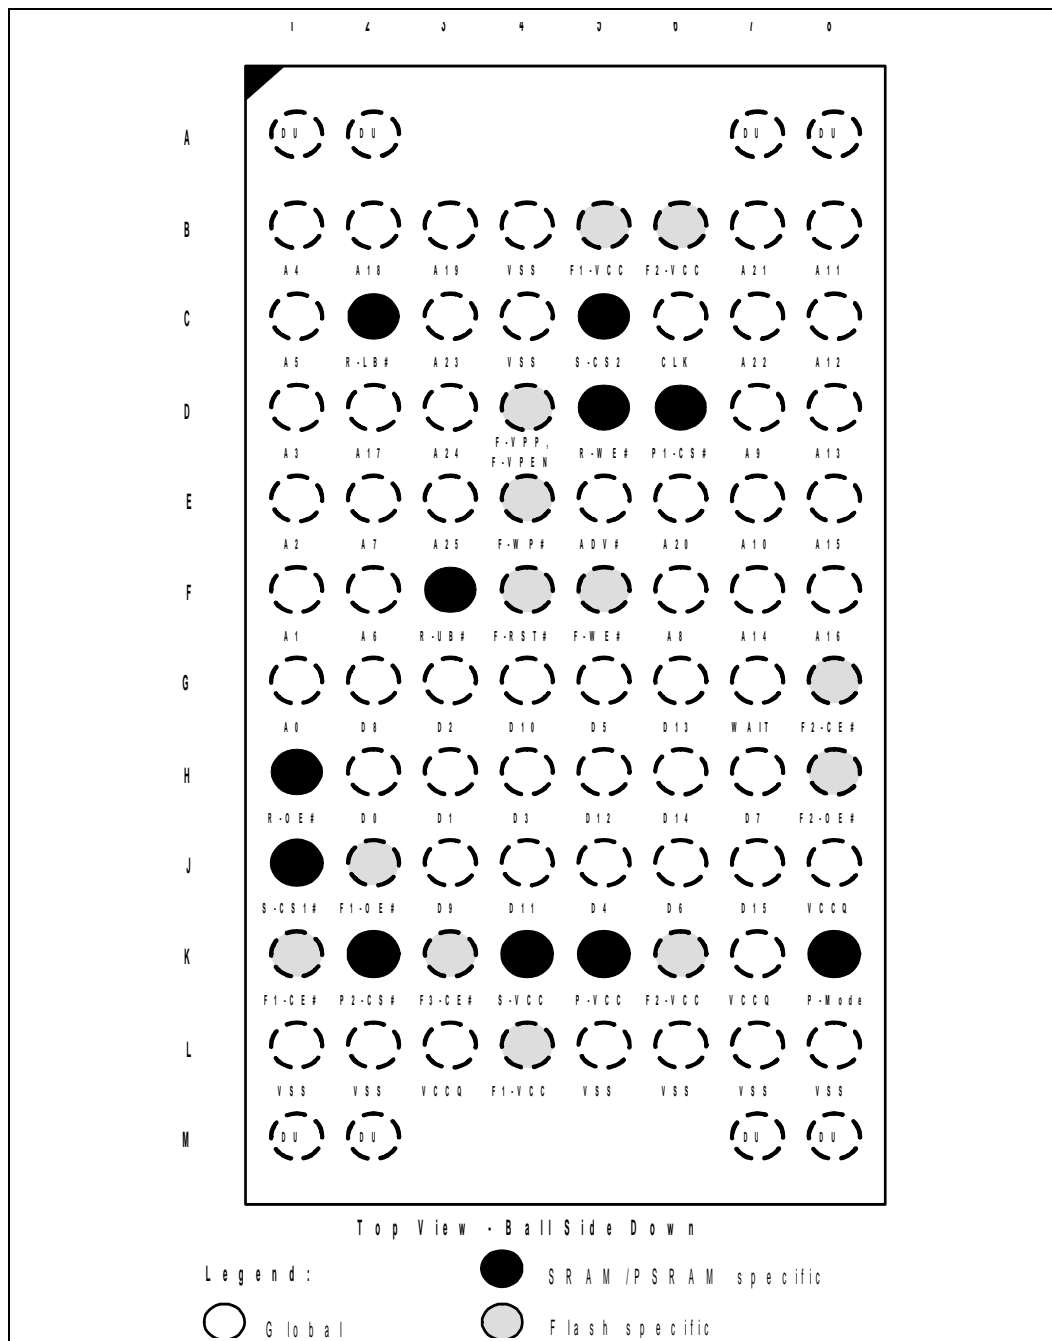 1 2 3 4 5 6 7 8
A DU DU DU DU
B
A4 A18 A19 VSS F1-VCC F2-VCC A21 A11
C
A5 R-LB# A23 VSS S-CS2 CLK A22 A12
D
F-VPP,
A3 A17 A24 F-VPEN R-WE# P1-CS# A9 A13
E
A2 A7 A25 F-WP# ADV# A20 A10 A15
F
A1 A6 R-UB# F-RST# F-WE# A8 A14 A16
G
A0 D8 D2 D10 D5 D13 WAIT F2-CE#
H
R-OE# D0 D1 D3 D12 D14 D7 F2-OE#
J
S-CS1# F1-OE# D9 D11 D4 D6 D15 VCCQ
K
F1-CE# P2-CS# F3-CE# S-VCC P-VCC F2-VCC VCCQ P-Mode
L
VSS VSS VCCQ F1-VCC VSS VSS VSS VSS
M DU DU DU DU
Top View - Ball Side Down
Legend: SRAM/PSRAM specific
Global Flash specific